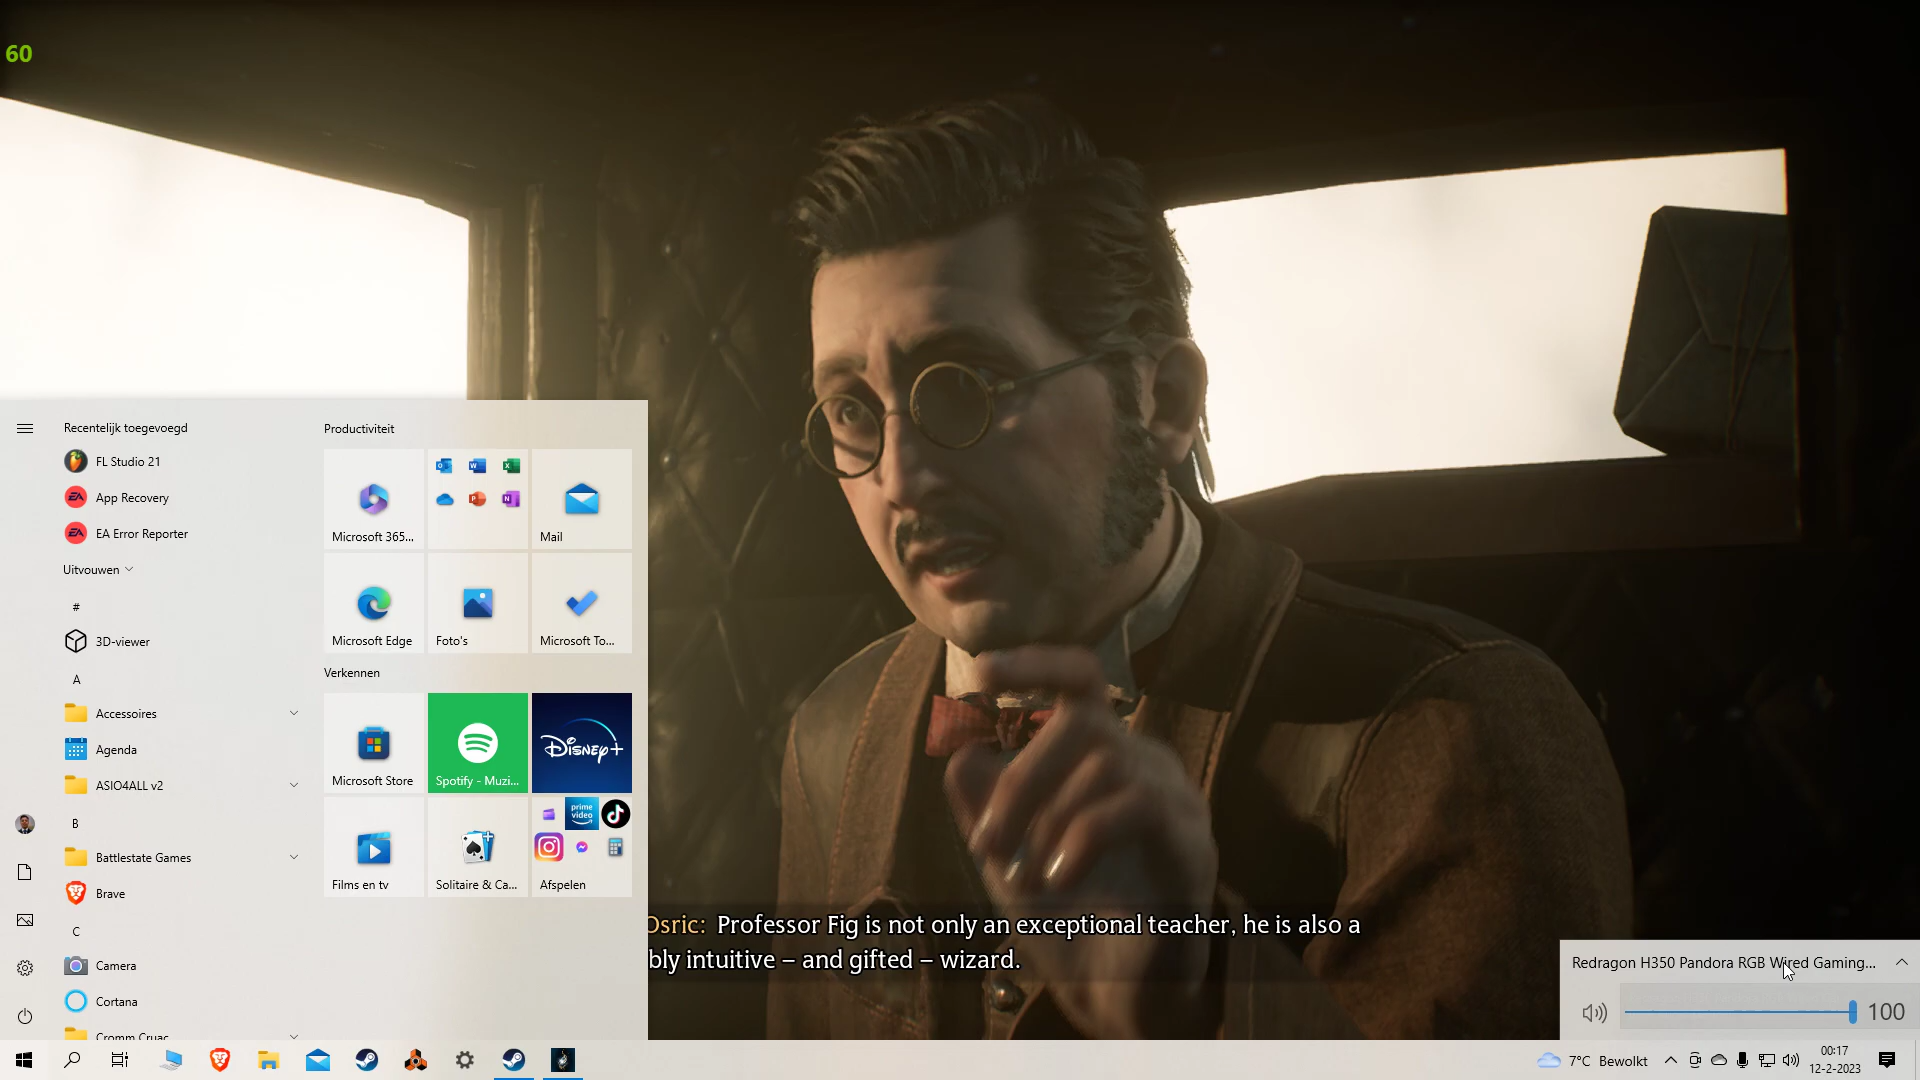 60
Recentelijk toegevoegd
FL Studio 21
App Recovery
EA Error Reporter
Uitvouwen
#
3D-viewer
A
Accessoires
Agenda
ASIO4ALL v2
B
Battlestate Games
Brave
C
Camera
Cortana
Cromm Cruac
Productiviteit
Microsoft 365...
Mail
Microsoft Edge
Foto's
Microsoft To...
Verkennen
Microsoft Store
Spotify - Muzi...
Disney+
Films en tv
Solitaire & Ca...
prime video
Afspelen
Osric: Professor Fig is not only an exceptional teacher, he is also a
bly intuitive – and gifted – wizard.
Redragon H350 Pandora RGB Wired Gaming...
100
7°C Bewolkt
00:17
12-2-2023